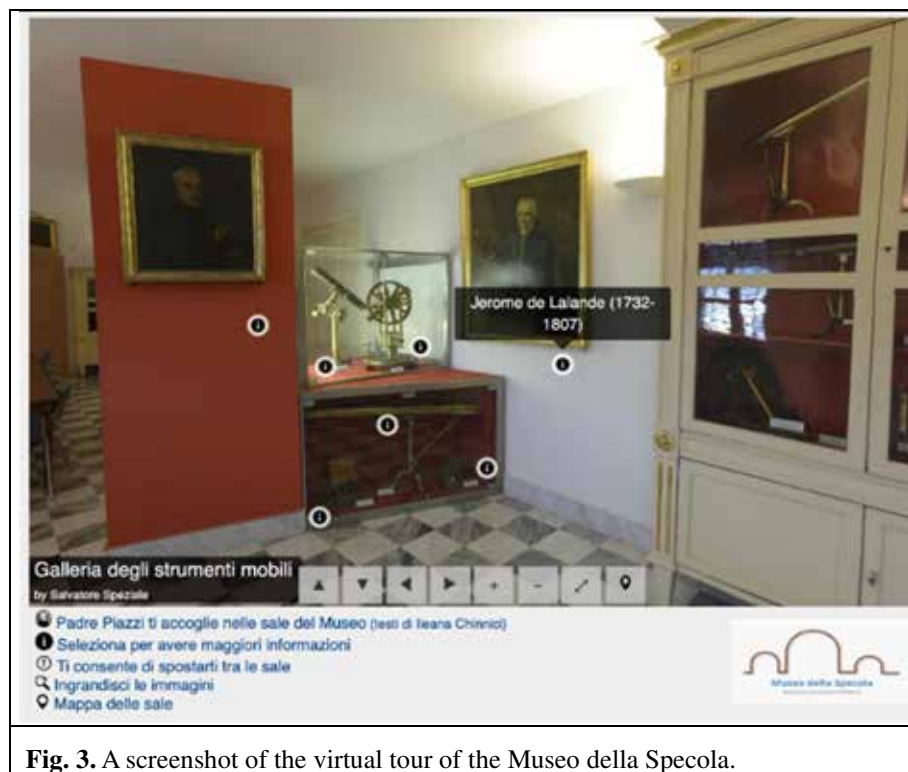 Jerome de Lalande (1732-
1807)
Galleria degli strumenti mobili
by Salvatore Speziale
Padre Piazzi ti accoglie nelle sale del Museo (testi di Ileana Chinnici)
Seleziona per avere maggiori informazioni
Ti consente di spostarti tra le sale
Ingrandisci le immagini
Mappa delle sale
Museo della Specola
Fig. 3. A screenshot of the virtual tour of the Museo della Specola.